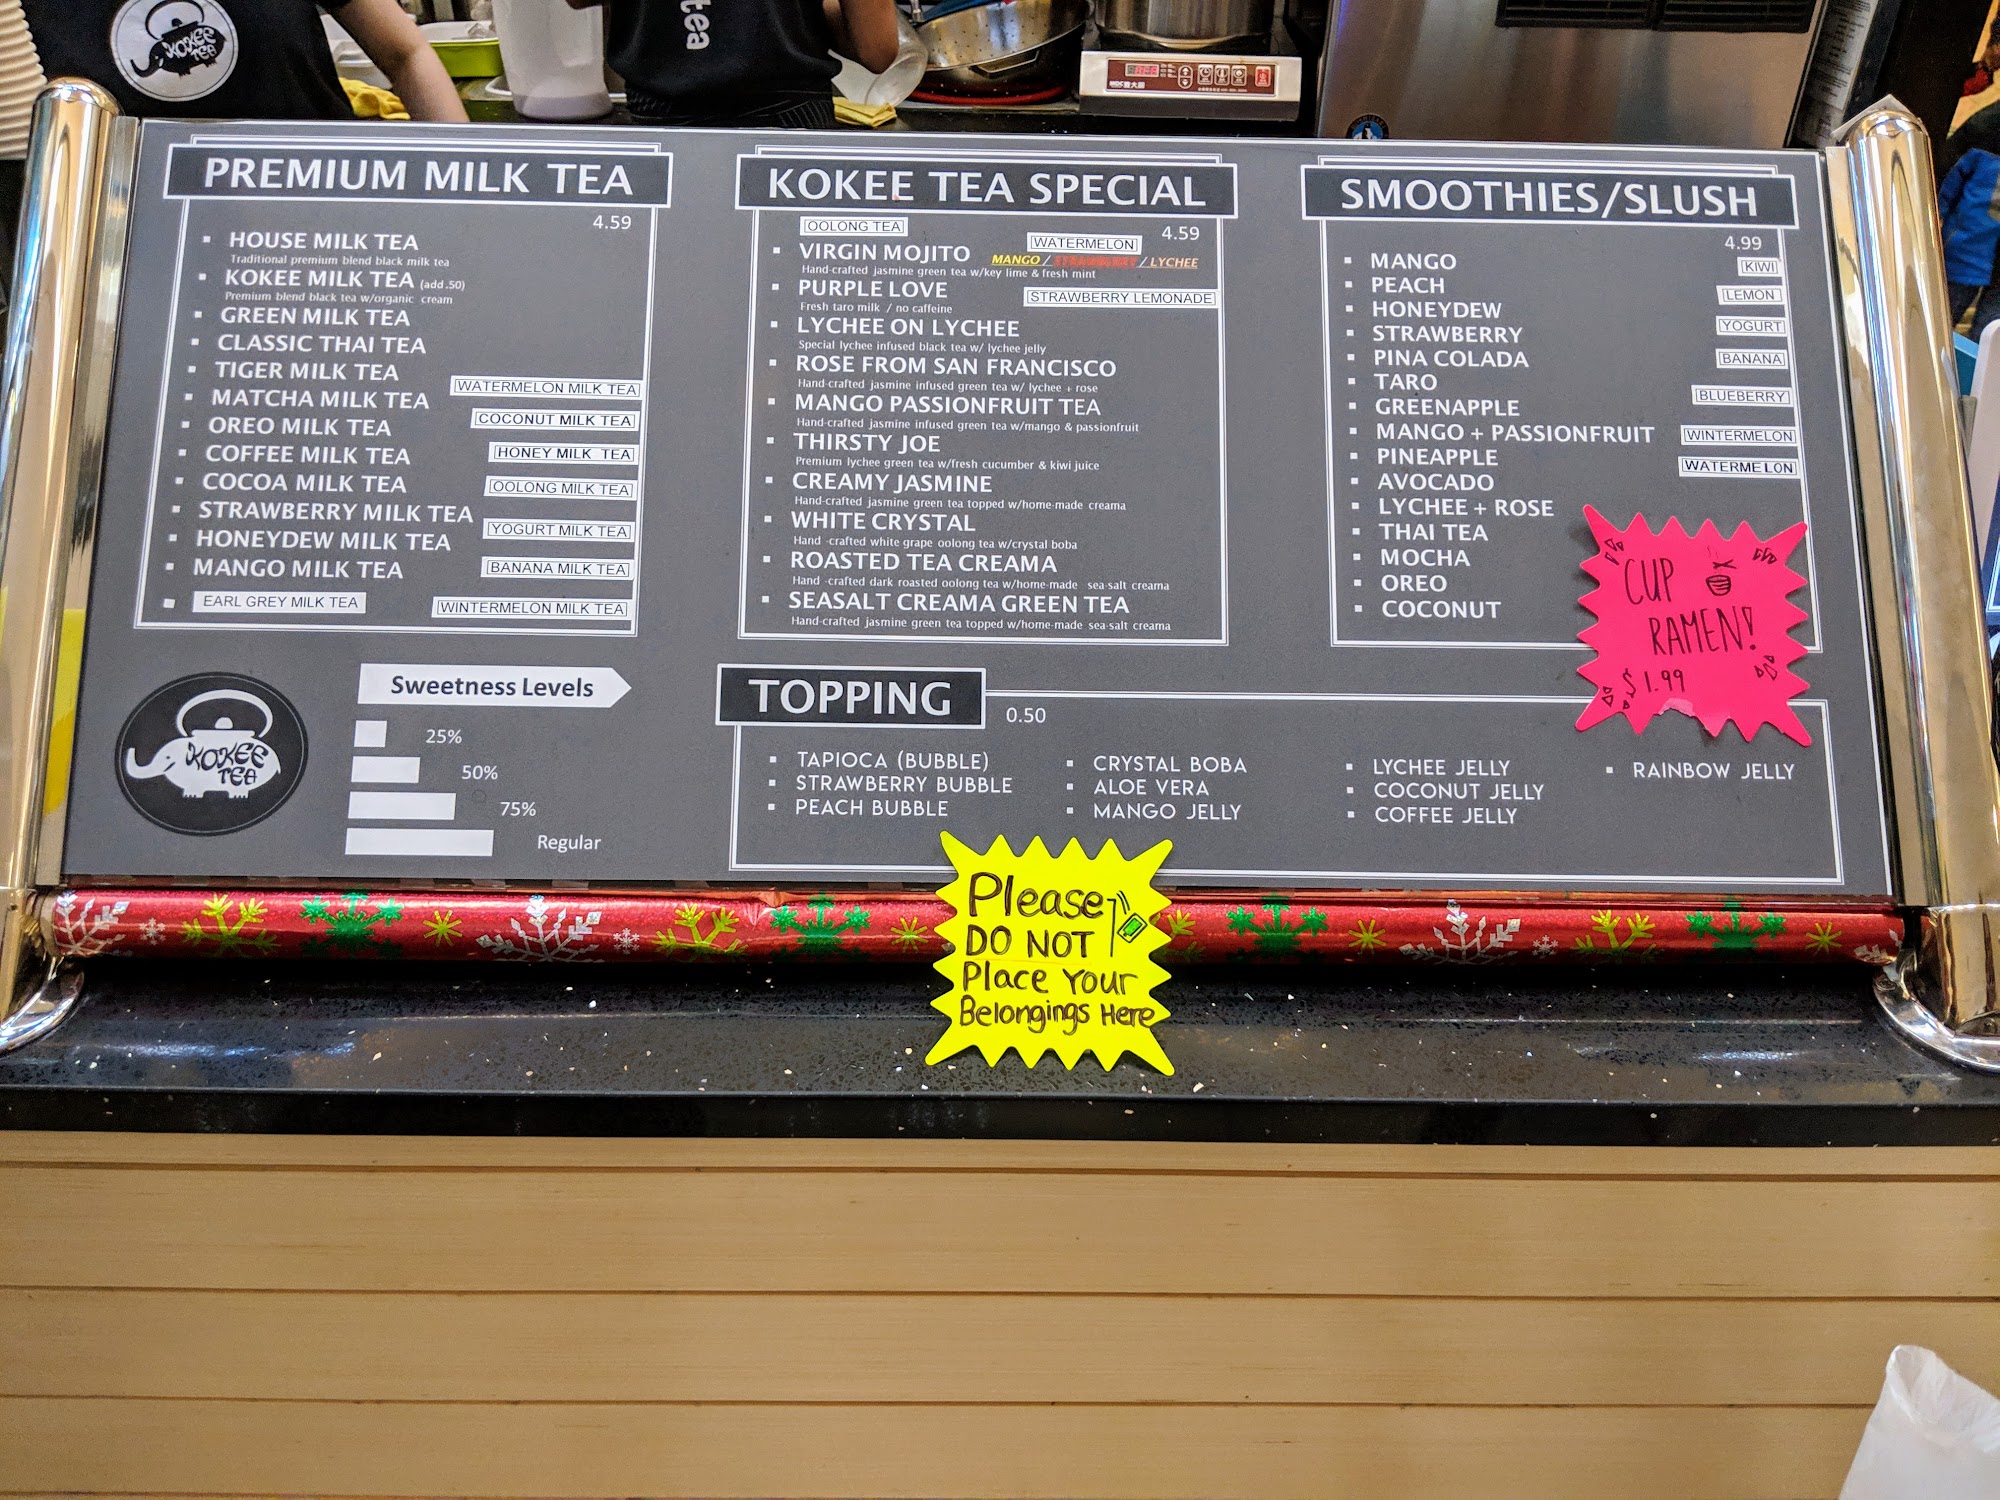 KOKEE
TEA
tea
PREMIUM MILK TEA
4.59
HOUSE MILK TEA
Traditional premium blend black milk tea
KOKEE MILK TEA (add .50)
Premium blend black tea w/organic cream
GREEN MILK TEA
CLASSIC THAI TEA
TIGER MILK TEA
MATCHA MILK TEA
OREO MILK TEA
COFFEE MILK TEA
COCOA MILK TEA
STRAWBERRY MILK TEA
HONEYDEW MILK TEA
MANGO MILK TEA
EARL GREY MILK TEA
WATERMELON MILK TEA
COCONUT MILK TEA
HONEY MILK TEA
OOLONG MILK TEA
YOGURT MILK TEA
BANANA MILK TEA
WINTERMELON MILK TEA
KOKEE TEA SPECIAL
4.59
OOLONG TEA
WATERMELON
VIRGIN MOJITO MANGO / STRAWBERRY / LYCHEE
Hand-crafted jasmine green tea w/key lime & fresh mint
PURPLE LOVE
STRAWBERRY LEMONADE
Fresh taro milk / no caffeine
LYCHEE ON LYCHEE
Special lychee infused black tea w/ lychee jelly
ROSE FROM SAN FRANCISCO
Hand-crafted jasmine infused green tea w/ lychee + rose
MANGO PASSIONFRUIT TEA
Hand-crafted jasmine infused green tea w/mango & passionfruit
THIRSTY JOE
Premium lychee green tea w/fresh cucumber & kiwi juice
CREAMY JASMINE
Hand-crafted jasmine green tea topped w/home-made creama
WHITE CRYSTAL
Hand -crafted white grape oolong tea w/crystal boba
ROASTED TEA CREAMA
Hand -crafted dark roasted oolong tea w/home-made sea-salt creama
SEASALT CREAMA GREEN TEA
Hand-crafted jasmine green tea topped w/home-made sea-salt creama
SMOOTHIES/SLUSH
4.99
MANGO
PEACH
HONEYDEW
STRAWBERRY
PINA COLADA
TARO
GREENAPPLE
MANGO + PASSIONFRUIT
PINEAPPLE
AVOCADO
LYCHEE + ROSE
THAI TEA
MOCHA
OREO
COCONUT
KIWI
LEMON
YOGURT
BANANA
BLUEBERRY
WINTERMELON
WATERMELON
CUP
RAMEN!
$1.99
KOKEE
TEA
Sweetness Levels
25%
50%
75%
Regular
TOPPING 0.50
TAPIOCA (BUBBLE)
STRAWBERRY BUBBLE
PEACH BUBBLE
CRYSTAL BOBA
ALOE VERA
MANGO JELLY
LYCHEE JELLY
COCONUT JELLY
COFFEE JELLY
RAINBOW JELLY
Please
DO NOT
Place Your
Belongings Here